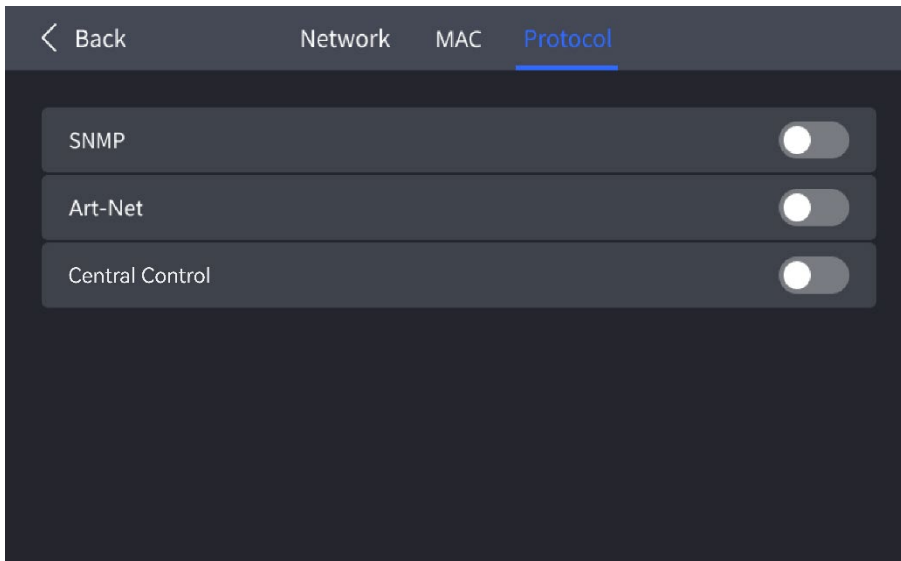 Back Network MAC Protocol
SNMP
Art-Net
Central Control